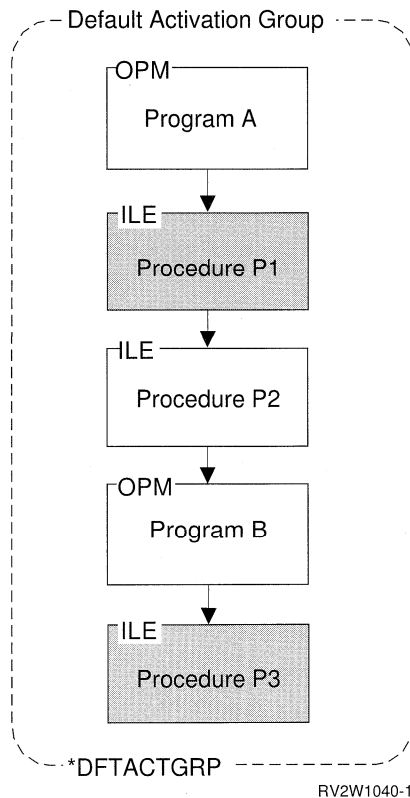 Default Activation Group
OPM
Program A
ILE
Procedure P1
ILE
Procedure P2
OPM
Program B
ILE
Procedure P3
*DFTACTGRP
RV2W1040-1